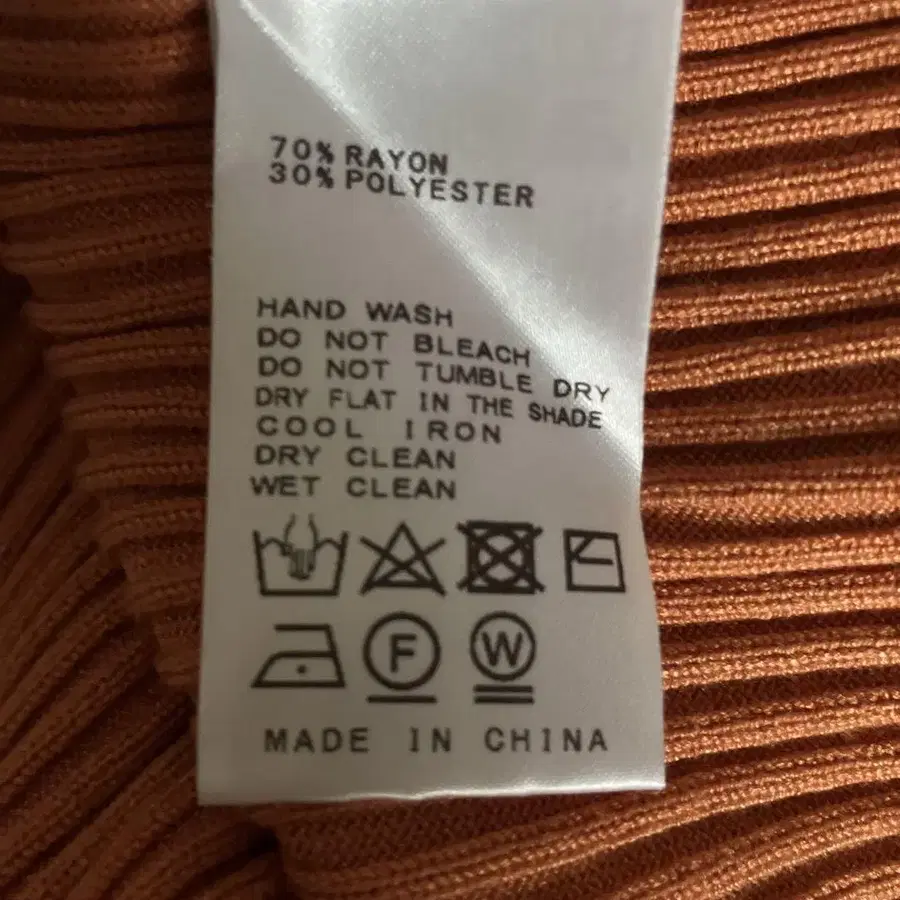 70% RAYON
30% POLYESTER
HAND WASH
DO NOT BLEACH
DO NOT TUMBLE DRY
DRY FLAT IN THE SHADE
COOL IRON
DRY CLEAN
WET CLEAN
F W
MADE IN CHINA